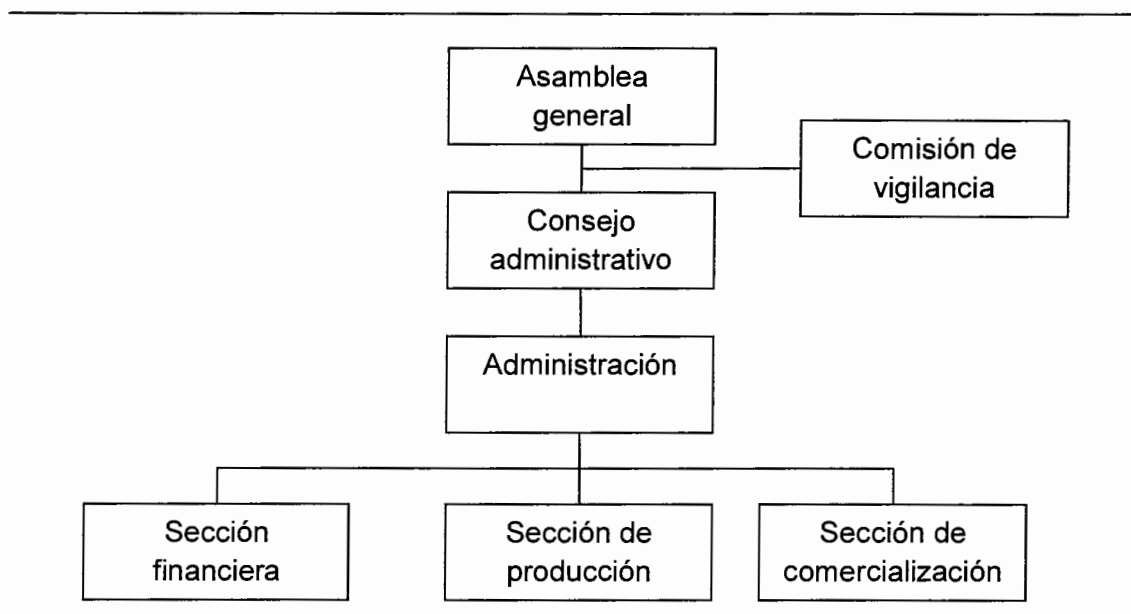 Asamblea
general
Comisión de
vigilancia
Consejo
administrativo
Administración
Sección
financiera
Sección de
producción
Sección de
comercialización